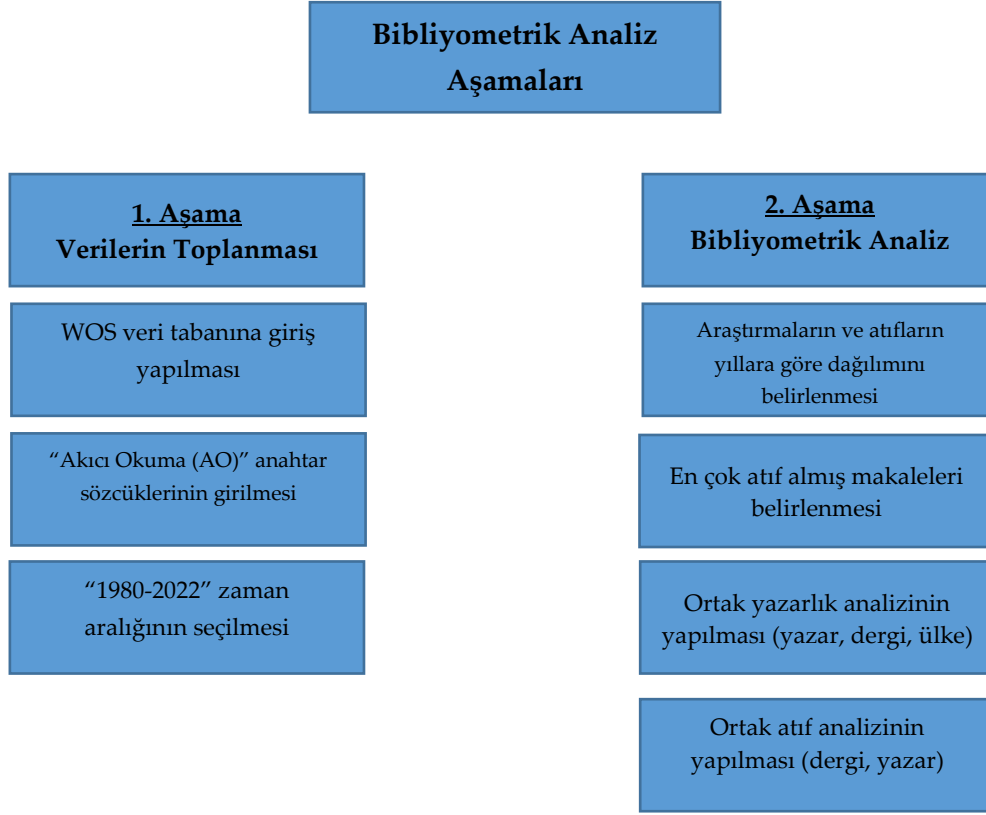 Bibliyometrik Analiz
Aşamaları
1. Aşama
Verilerin Toplanması
WOS veri tabanına giriş
yapılması
“Akıcı Okuma (AO)” anahtar
sözcüklerinin girilmesi
“1980-2022” zaman
aralığının seçilmesi
2. Aşama
Bibliyometrik Analiz
Araştırmaların ve atıfların
yıllara göre dağılımını
belirlenmesi
En çok atıf almış makaleleri
belirlenmesi
Ortak yazarlık analizinin
yapılması (yazar, dergi, ülke)
Ortak atıf analizinin
yapılması (dergi, yazar)